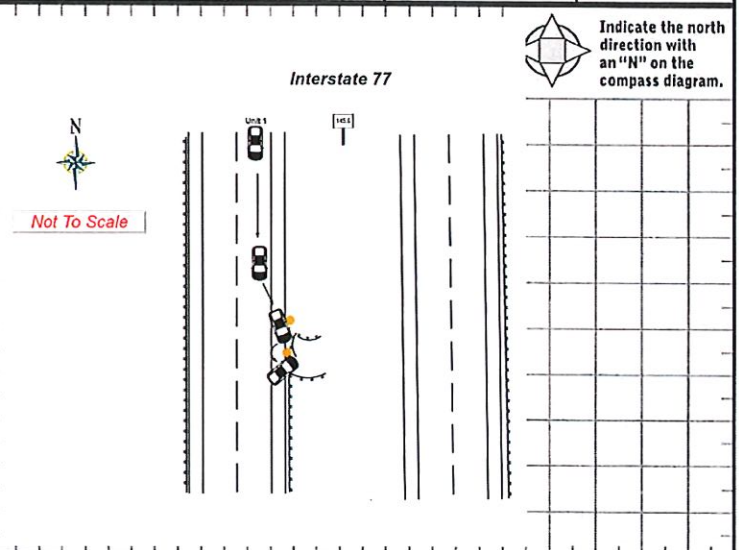 Indicate the north
direction with
an "N" on the
compass diagram.
Interstate 77
N
Unit 1
Not To Scale